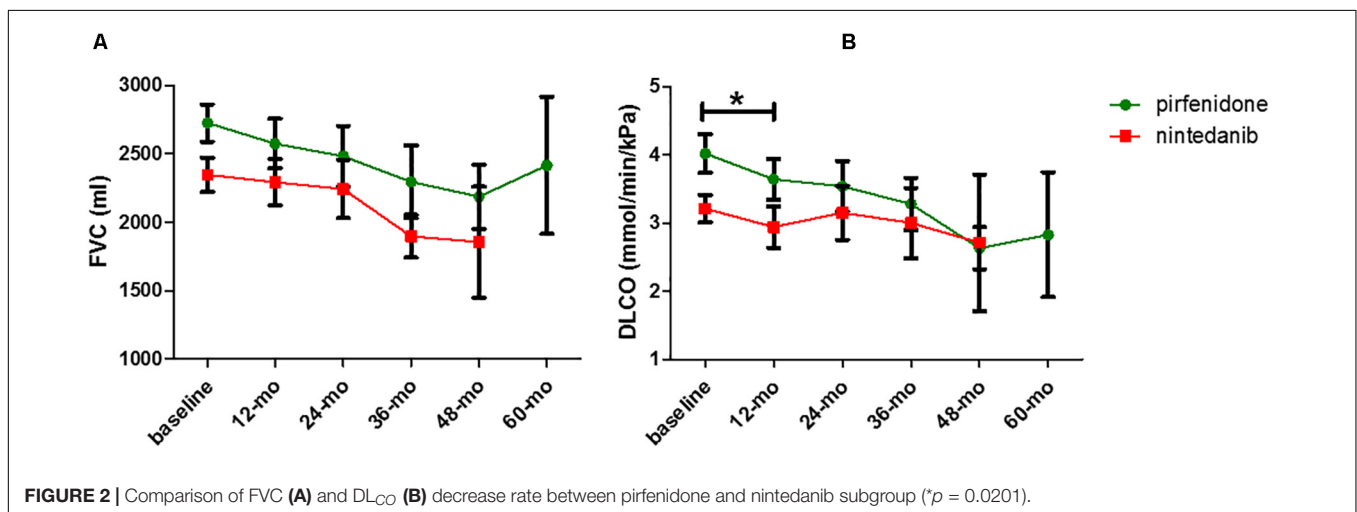 A
B
3000
2500
2000
1500
1000
FVC (ml)
baseline
12-mo
24-mo
36-mo
48-mo
60-mo
5
4
3
2
1
DLCO (mmol/min/kPa)
*
baseline
12-mo
24-mo
36-mo
48-mo
60-mo
pirfenidone
nintedanib
FIGURE 2 | Comparison of FVC (A) and DLCO (B) decrease rate between pirfenidone and nintedanib subgroup (*p = 0.0201).